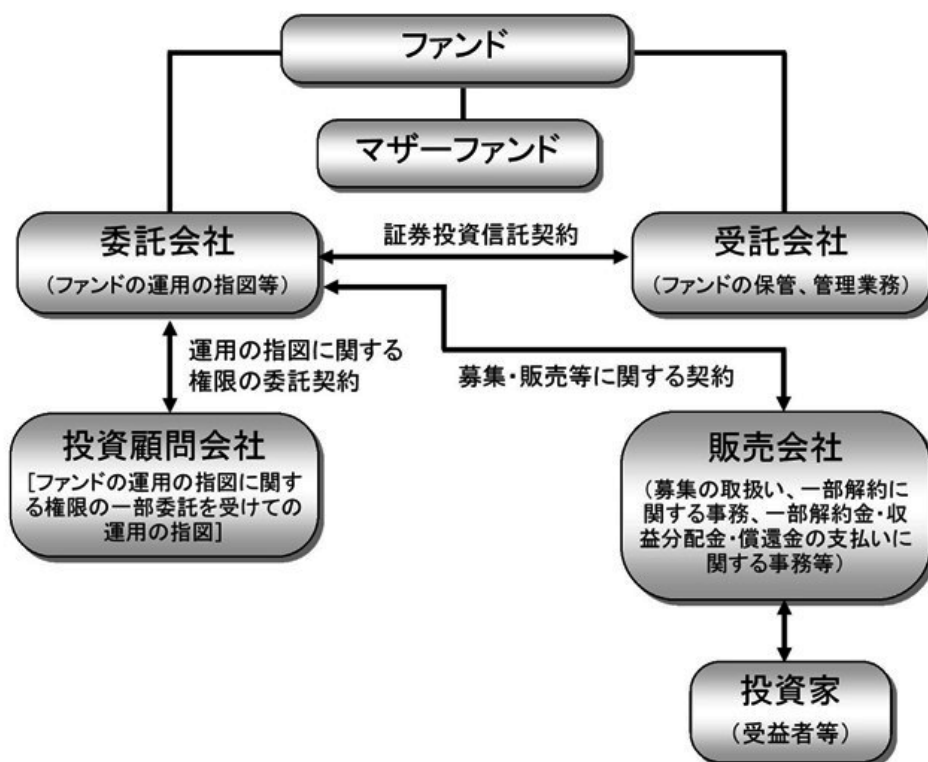 ファンド
マザーファンド
委託会社
（ファンドの運用の指図等）
証券投資信託契約
受託会社
（ファンドの保管、管理業務）
運用の指図に関する
権限の委託契約
募集・販売等に関する契約
投資顧問会社
［ファンドの運用の指図に関す
る権限の一部委託を受けての
運用の指図］
販売会社
（募集の取扱い、一部解約に
関する事務、一部解約金・収
益分配金・償還金の支払いに
関する事務等）
投資家
（受益者等）